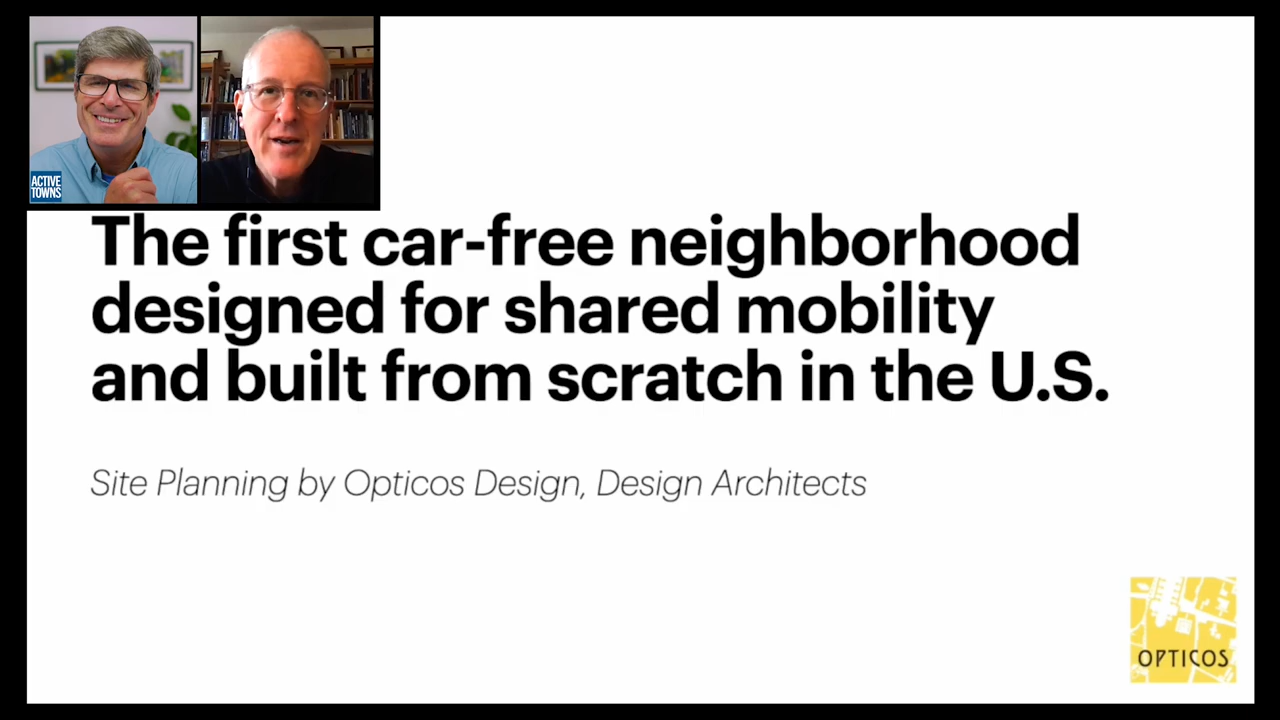 ACTIVE
TOWNS
The first car-free neighborhood
designed for shared mobility
and built from scratch in the U.S.
Site Planning by Opticos Design, Design Architects
OPTICOS